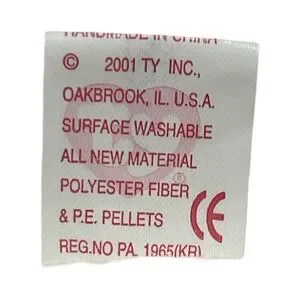 HANDMADE IN CHINA
© 2001 TY INC.,
OAKBROOK, IL. U.S.A.
SURFACE WASHABLE
ALL NEW MATERIAL
POLYESTER FIBER ®
& P.E. PELLETS CE
REG.NO PA. 1965(KR)